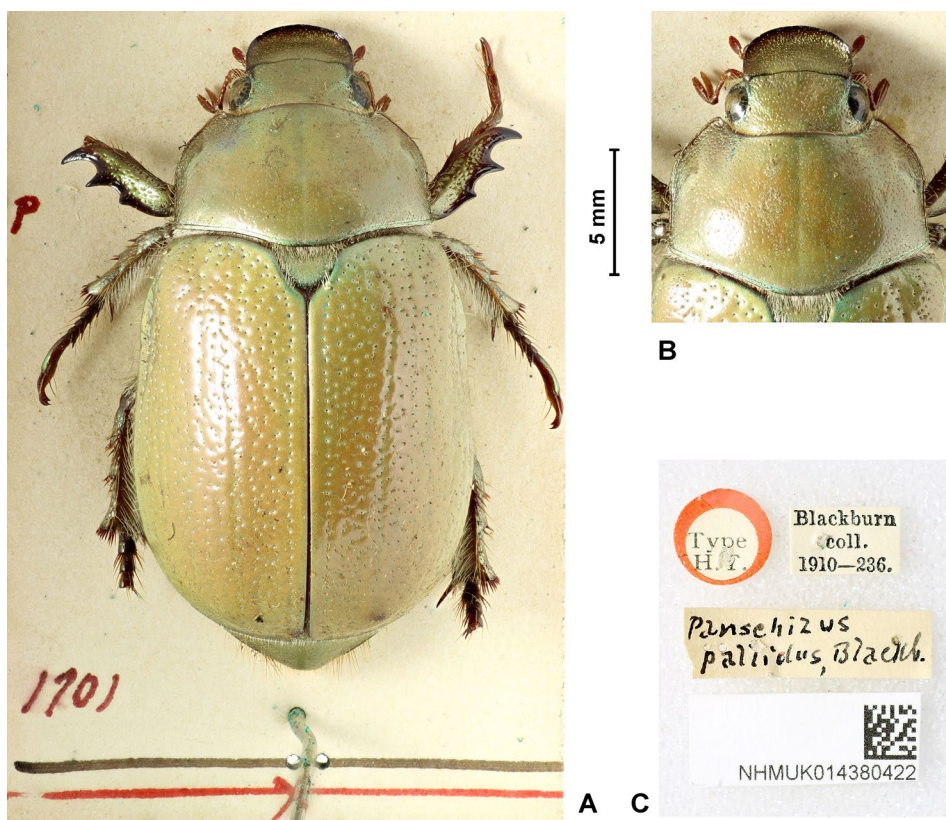 P
1701
A
5 mm
B
Type
H.T.
Blackburn
coll.
1910—236.
Panschizus
pallidus, Blackb.
NHMUK014380422
C